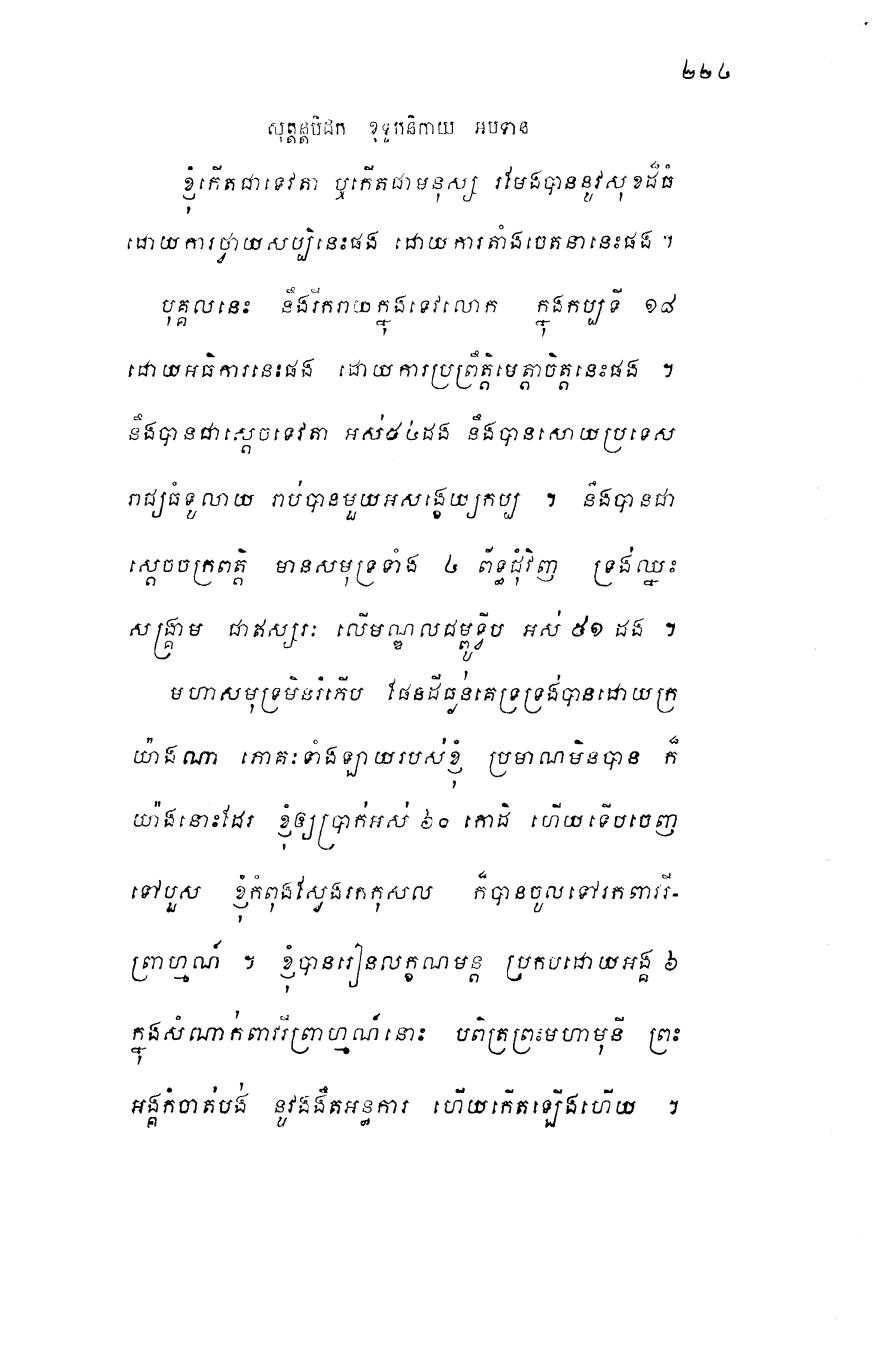 ២២៤
សុត្តន្តបិដក ខុទ្ទកនិកាយ អបទាន
ខ្ញុំកើតជាទេវតា ឬកើតជាមនុស្ស រមែងបាននូវសុខដ៏ធំ
ដោយការថ្វាយសប្បិនេះផង ដោយការតាំងចេតនានេះផង ។
បុគ្គលនេះ នឹងរីករាយក្នុងទេវលោក ក្នុងកប្បទី ១៨
ដោយអធិការនេះផង ដោយការប្រព្រឹត្តិមេត្តាចិត្តនេះផង ។
នឹងបានជាស្តេចទេវតា អស់៥៤ដង នឹងបានសោយប្រទេស
រាជ្យធំទូលាយ រាប់បានមួយអសង្ខេយ្យកប្ប ។ នឹងបានជា
ស្តេចចក្រពត្តិ មានសមុទ្រទាំង ៤ ព័ទ្ធជុំវិញ ទ្រង់ឈ្នះ
សង្គ្រាម ជាឥស្សរៈ លើមណ្ឌលជម្ពូទ្វីប អស់ ៥១ ដង ។
មហាសមុទ្រមិនរំកើប ផែនដីធ្ងន់គេទ្រទ្រង់បានដោយក្រ
យ៉ាងណា ភោគៈទាំងឡាយរបស់ខ្ញុំ ប្រមាណមិនបាន ក៏
យ៉ាងនោះដែរ ខ្ញុំឲ្យប្រាក់អស់ ៦០ កោដិ ហើយទើបចេញ
ទៅបួស ខ្ញុំកំពុងស្វែងរកកុសល ក៏បានចូលទៅរកពាវរី-
ព្រាហ្មណ៍ ។ ខ្ញុំបានរៀនលក្ខណមន្ត ប្រកបដោយអង្គ ៦
ក្នុងសំណាក់ពាវរីព្រាហ្មណ៍នោះ បពិត្រព្រះមហាមុនី ព្រះ
អង្គកំចាត់បង់ នូវងងឹតអន្ធការ ហើយកើតឡើងហើយ ។